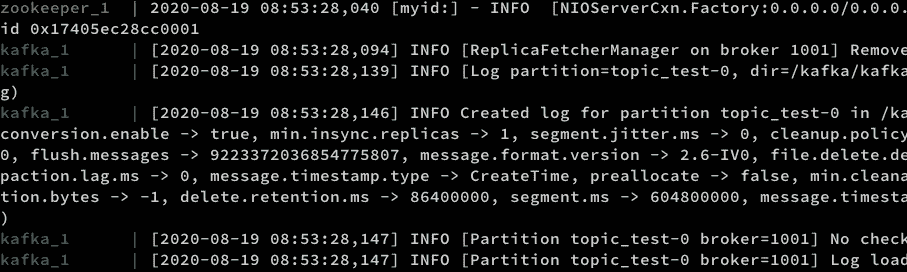 zookeeper_1  | 2020-08-19 08:53:28,040 [myid:] - INFO  [NIOServerCxn.Factory:0.0.0.0/0.0.0.
id 0x17405ec28cc0001
kafka_1      | [2020-08-19 08:53:28,094] INFO [ReplicaFetcherManager on broker 1001] Remove
kafka_1      | [2020-08-19 08:53:28,139] INFO [Log partition=topic_test-0, dir=/kafka/kafka
g)
kafka_1      | [2020-08-19 08:53:28,146] INFO Created log for partition topic_test-0 in /ka
conversion.enable -> true, min.insync.replicas -> 1, segment.jitter.ms -> 0, cleanup.policy
0, flush.messages -> 9223372036854775807, message.format.version -> 2.6-IV0, file.delete.de
paction.lag.ms -> 0, message.timestamp.type -> CreateTime, preallocate -> false, min.cleana
tion.bytes -> -1, delete.retention.ms -> 86400000, segment.ms -> 604800000, message.timesta
)
kafka_1      | [2020-08-19 08:53:28,147] INFO [Partition topic_test-0 broker=1001] No check
kafka_1      | [2020-08-19 08:53:28,147] INFO [Partition topic_test-0 broker=1001] Log load